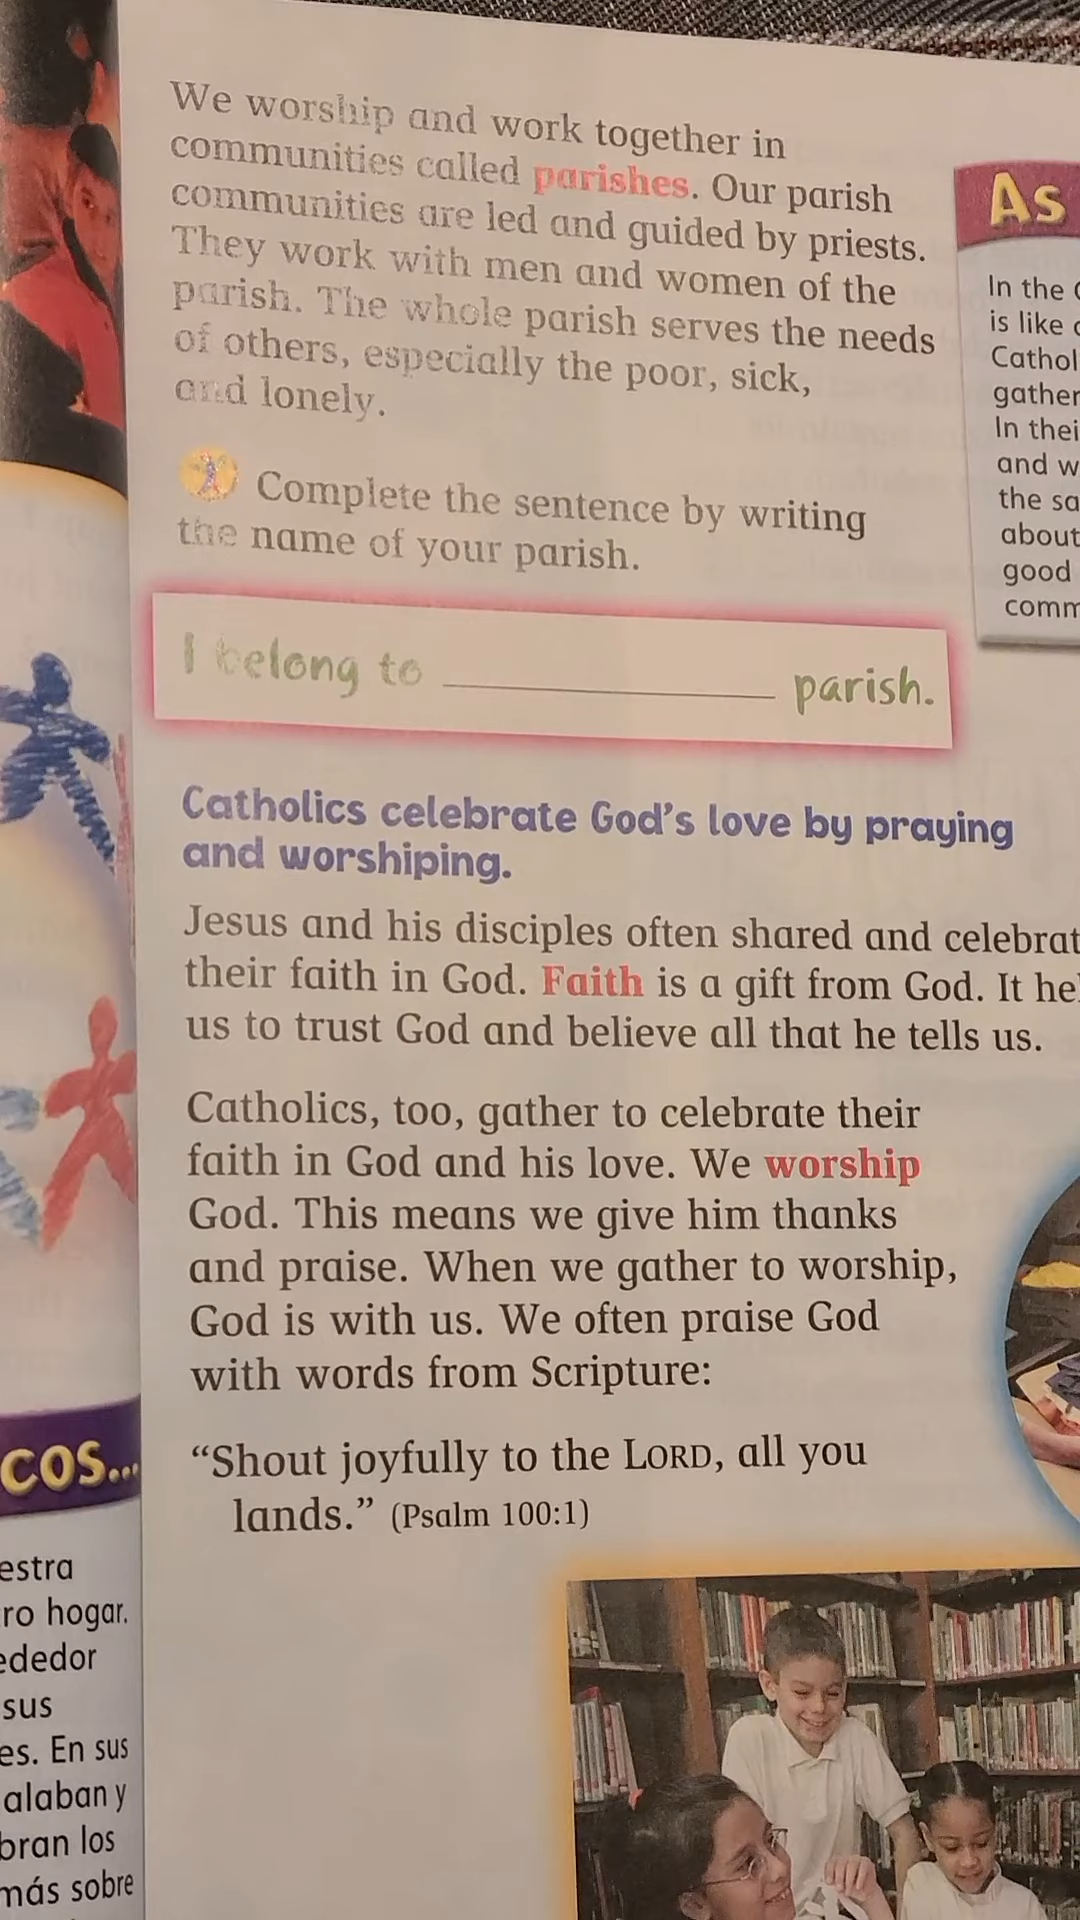 We worship and work together in
communities called parishes. Our parish
communities are led and guided by priests.
They work with men and women of the
parish. The whole parish serves the needs
of others, especially the poor, sick,
and lonely.
Complete the sentence by writing
the name of your parish.
I belong to ____________ parish.
Catholics celebrate God's love by praying
and worshiping.
Jesus and his disciples often shared and celebrat
their faith in God. Faith is a gift from God. It he
us to trust God and believe all that he tells us.
Catholics, too, gather to celebrate their
faith in God and his love. We worship
God. This means we give him thanks
and praise. When we gather to worship,
God is with us. We often praise God
with words from Scripture:
“Shout joyfully to the LORD, all you
lands.” (Psalm 100:1)
As
In the
is like
Cathol
gather
In thei
and w
the sa
about
good
comm
cos...
estra
ro hogar.
ededor
sus
es. En sus
alaban y
bran los
más sobre